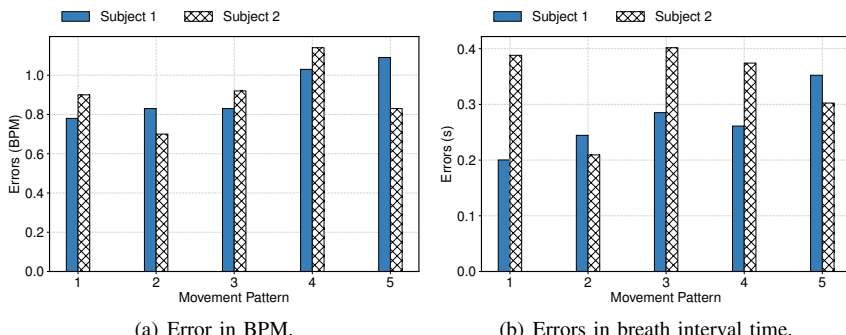 Subject 1 Subject 2
Errors (BPM)
1.0
0.8
0.6
0.4
0.2
0.0
1 2 3 4 5
Movement Pattern
(a) Error in BPM.
Subject 1 Subject 2
Errors (s)
0.4
0.3
0.2
0.1
0.0
1 2 3 4 5
Movement Pattern
(b) Errors in breath interval time.